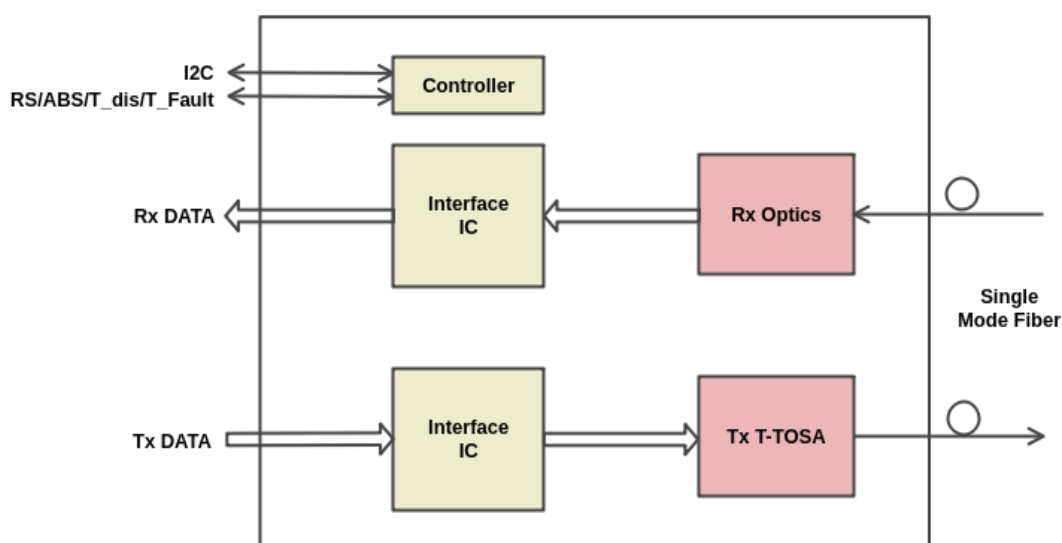 I2C
RS/ABS/T_dis/T_Fault
Controller
Rx DATA
Interface
IC
Rx Optics
Single
Mode Fiber
Tx DATA
Interface
IC
Tx T-TOSA